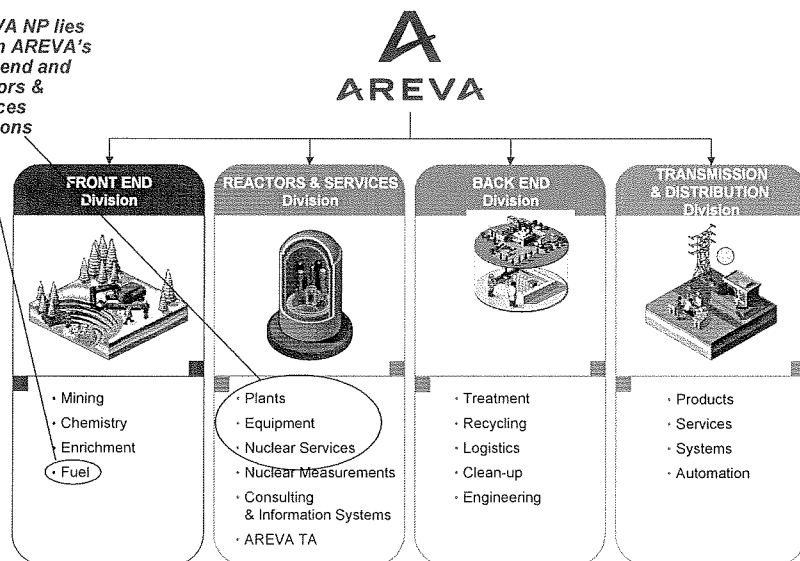 VA NP lies
n AREVA's
end and
ors &
ces
ons
AREVA
FRONT END
Division
• Mining
• Chemistry
• Enrichment
• Fuel
REACTORS & SERVICES
Division
• Plants
• Equipment
• Nuclear Services
• Nuclear Measurements
• Consulting
& Information Systems
• AREVA TA
BACK END
Division
• Treatment
• Recycling
• Logistics
• Clean-up
• Engineering
TRANSMISSION
& DISTRIBUTION
Division
• Products
• Services
• Systems
• Automation